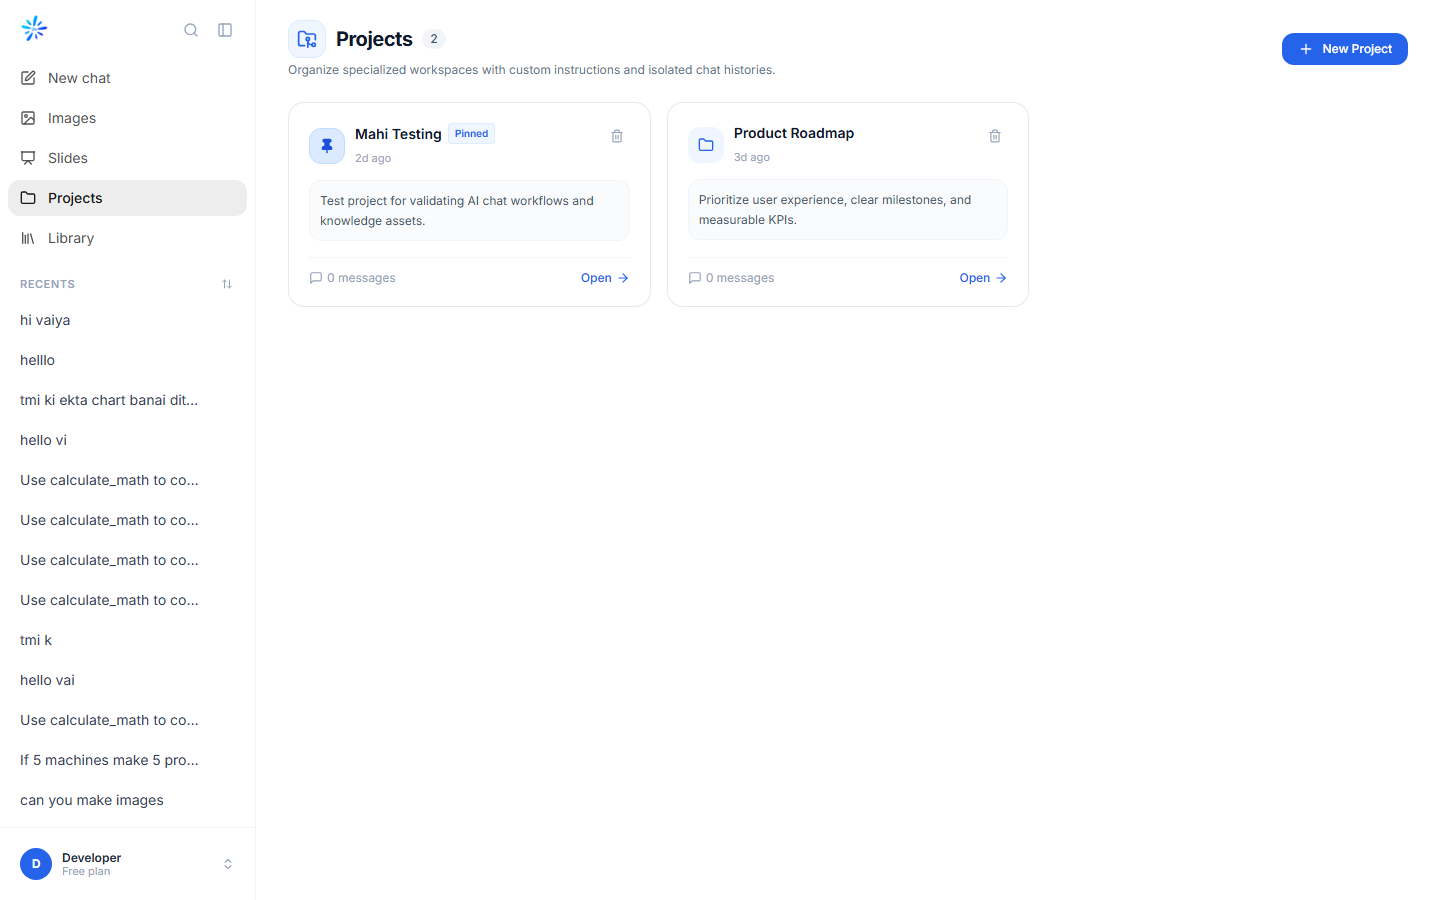 New chat
Images
Slides
Projects
Library
RECENTS
hi vaiya
helllo
tmi ki ekta chart banai dit...
hello vi
Use calculate_math to co...
Use calculate_math to co...
Use calculate_math to co...
Use calculate_math to co...
tmi k
hello vai
Use calculate_math to co...
If 5 machines make 5 pro...
can you make images
D
Developer
Free plan
Projects 2
Organize specialized workspaces with custom instructions and isolated chat histories.
New Project
Mahi Testing Pinned
2d ago
Test project for validating AI chat workflows and
knowledge assets.
0 messages Open
Product Roadmap
3d ago
Prioritize user experience, clear milestones, and
measurable KPIs.
0 messages Open